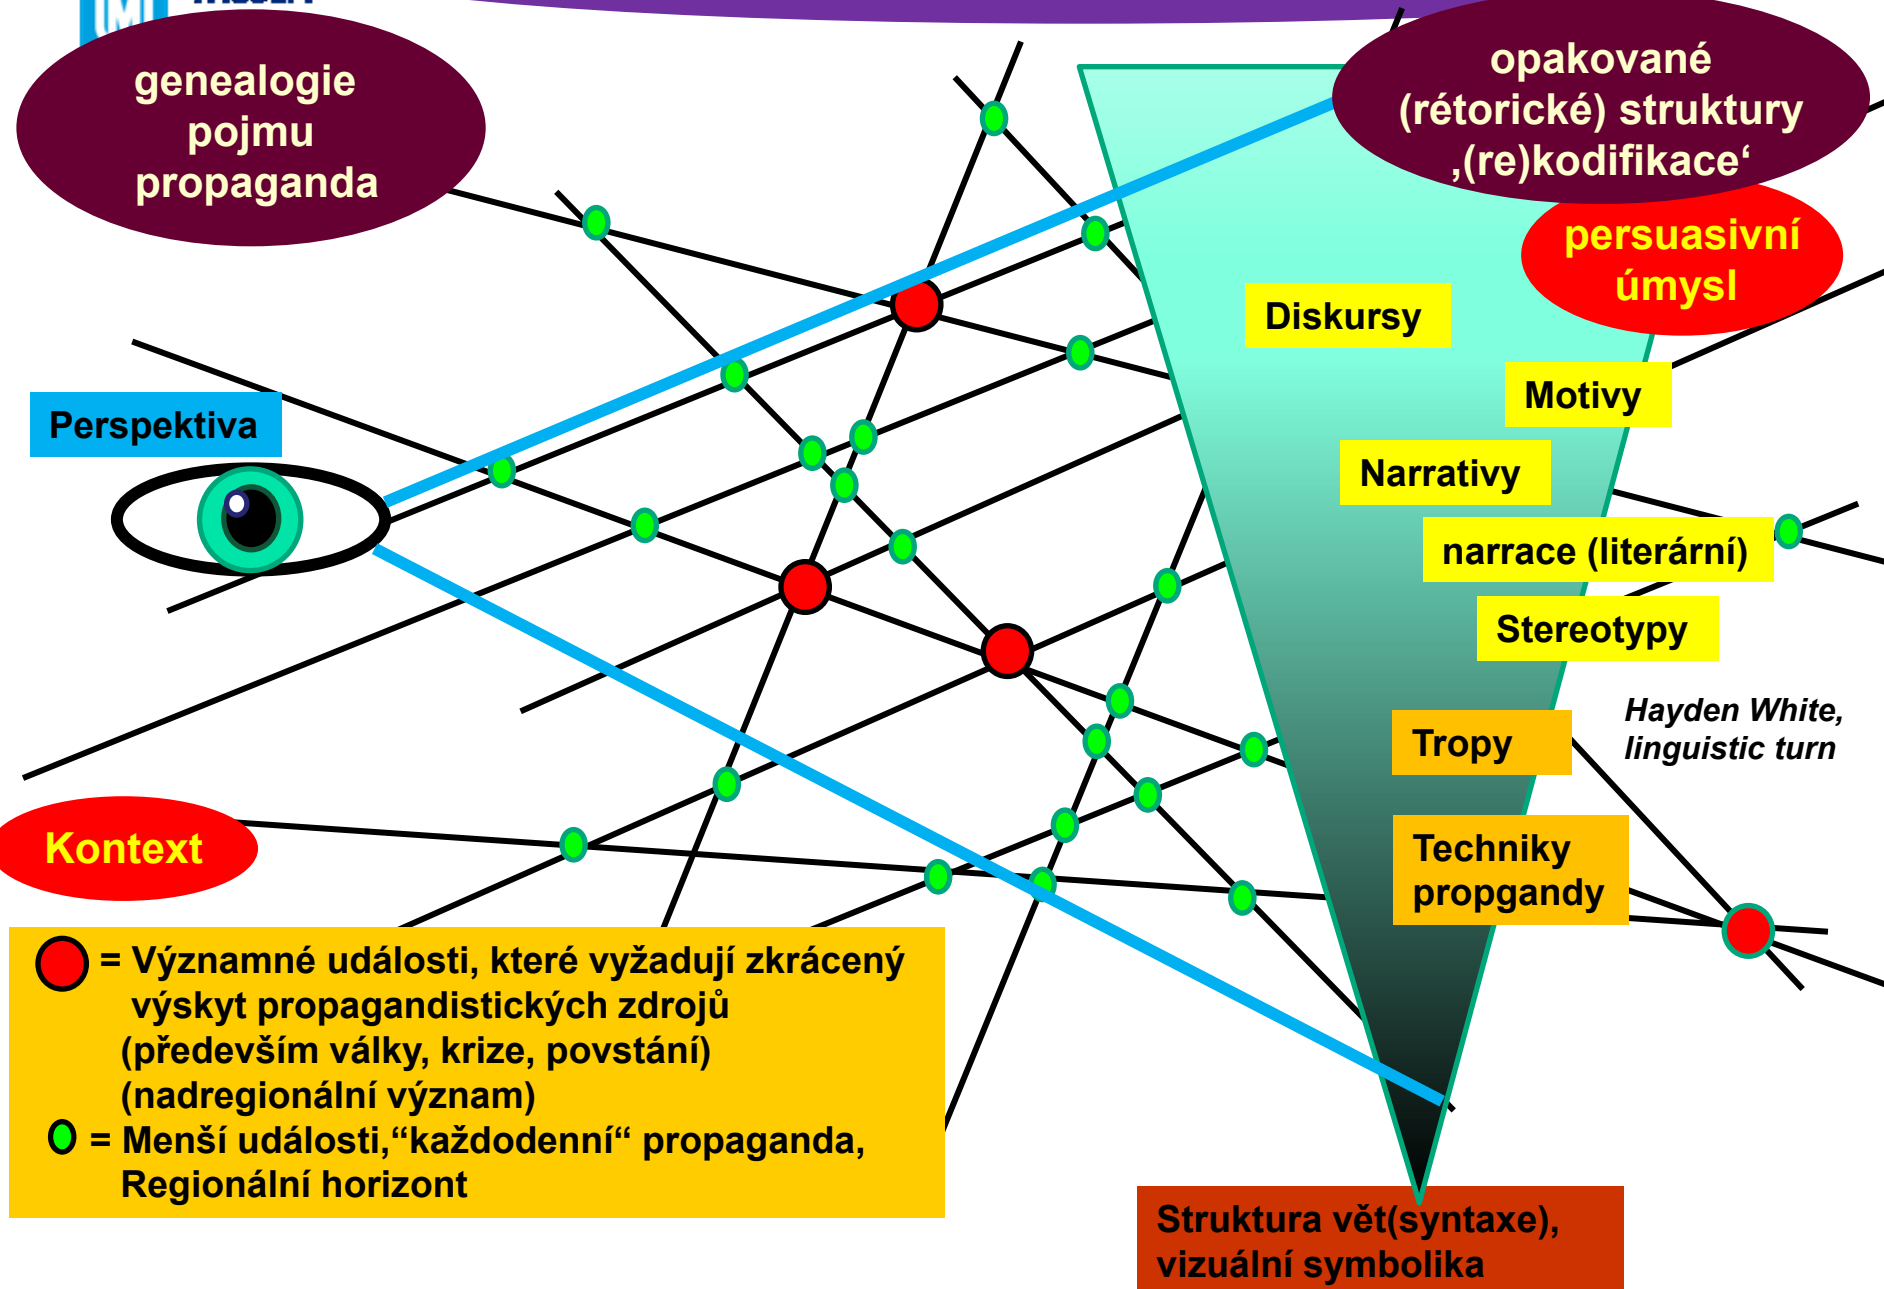 genealogie
pojmu
propaganda
opakované
(rétorické) struktury
‚(re)kodifikace‘
persuasivní
úmysl
Diskursy
Motivy
Perspektiva
Narrativy
narrace (literární)
Stereotypy
Hayden White,
linguistic turn
Tropy
Kontext
Techniky
propgandy
= Významné události, které vyžadují zkrácený
výskyt propagandistických zdrojů
(především války, krize, povstání)
(nadregionální význam)
= Menší události,“každodenní“ propaganda,
Regionální horizont
Struktura vět(syntaxe),
vizuální symbolika